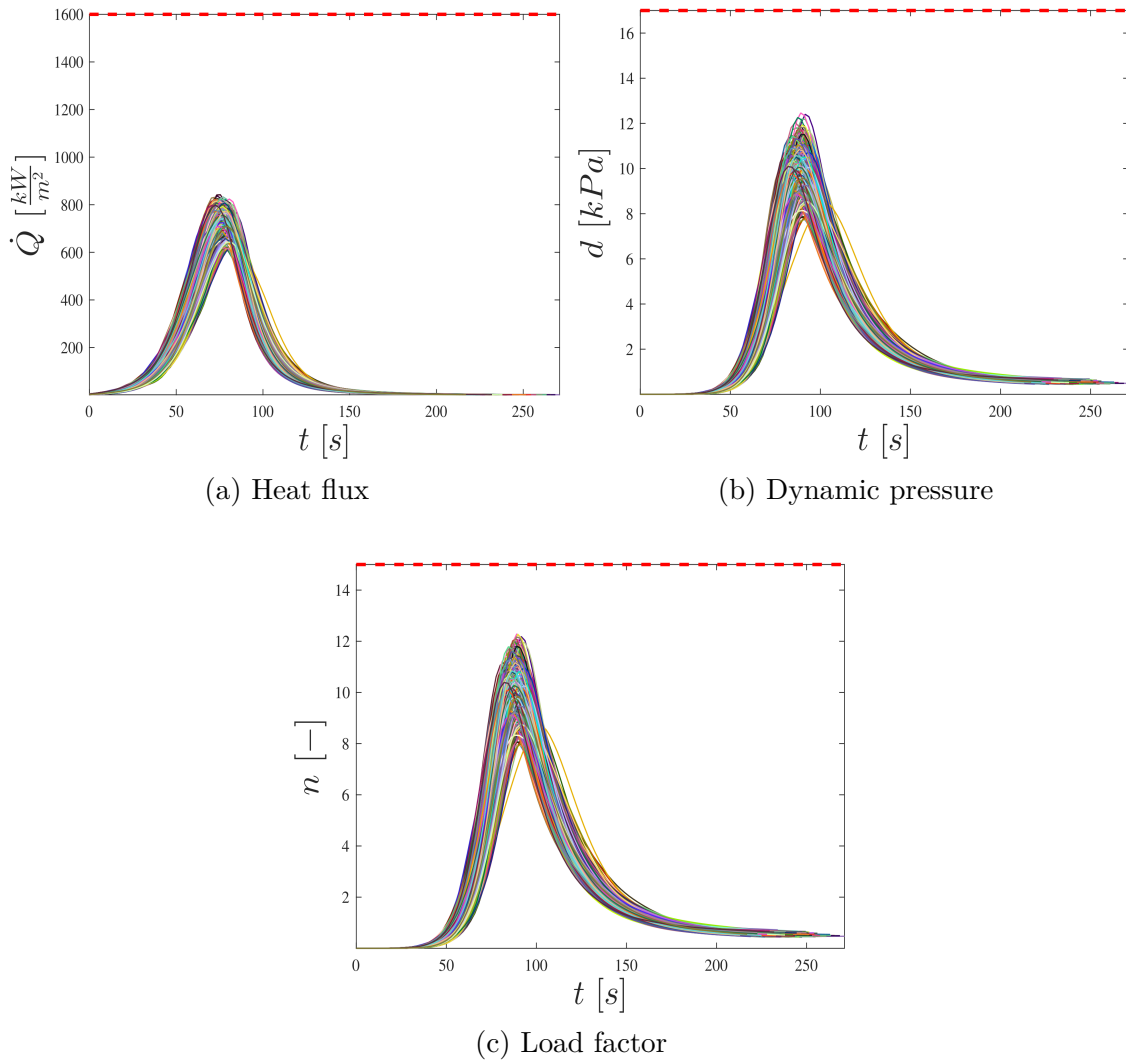 1600
1400
1200
1000
800
600
400
200
Q̇ [kW/m²]
0 50 100 150 200 250
t [s]
(a) Heat flux
16
14
12
10
8
6
4
2
d [kPa]
0 50 100 150 200 250
t [s]
(b) Dynamic pressure
14
12
10
8
6
4
2
n [−]
0 50 100 150 200 250
t [s]
(c) Load factor